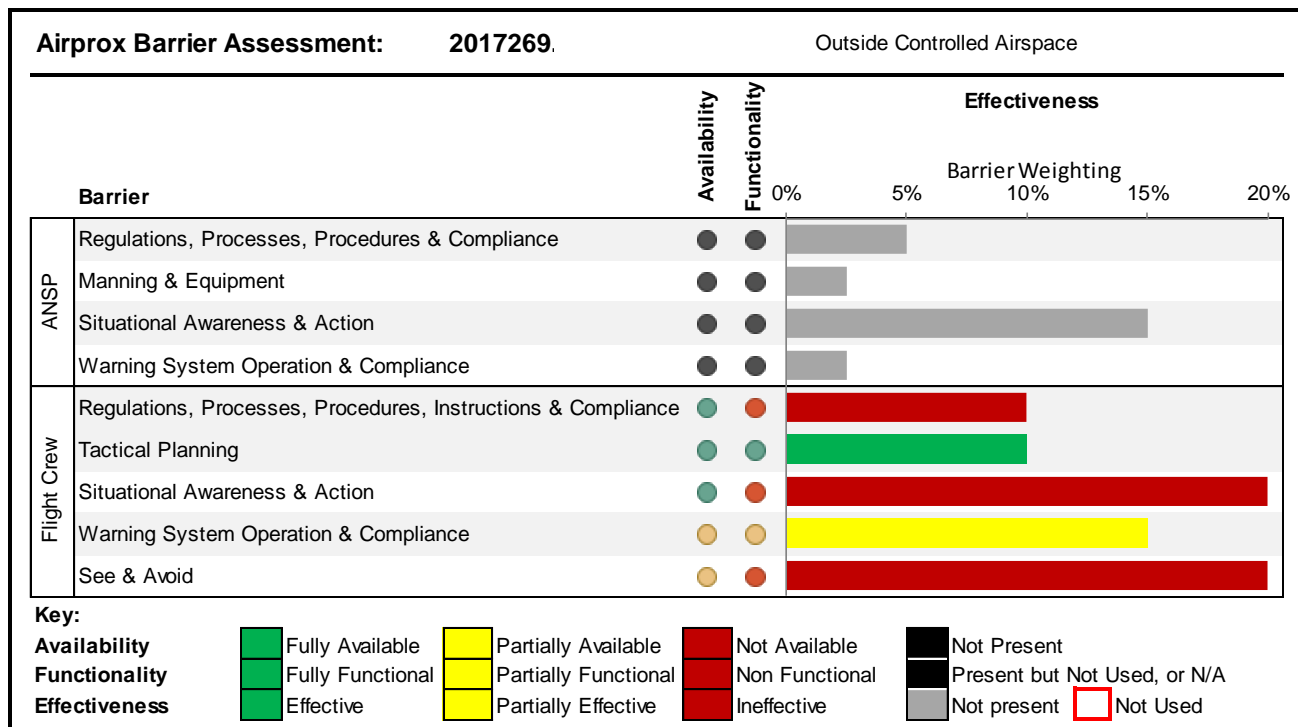 Airprox Barrier Assessment: 2017269. Outside Controlled Airspace
Availability
Functionality
Effectiveness
Barrier Weighting
Barrier
0% 5% 10% 15% 20%
ANSP
Regulations, Processes, Procedures & Compliance
Manning & Equipment
Situational Awareness & Action
Warning System Operation & Compliance
Flight Crew
Regulations, Processes, Procedures, Instructions & Compliance
Tactical Planning
Situational Awareness & Action
Warning System Operation & Compliance
See & Avoid
Key:
Availability Fully Available Partially Available Not Available Not Present
Functionality Fully Functional Partially Functional Non Functional Present but Not Used, or N/A
Effectiveness Effective Partially Effective Ineffective Not present Not Used